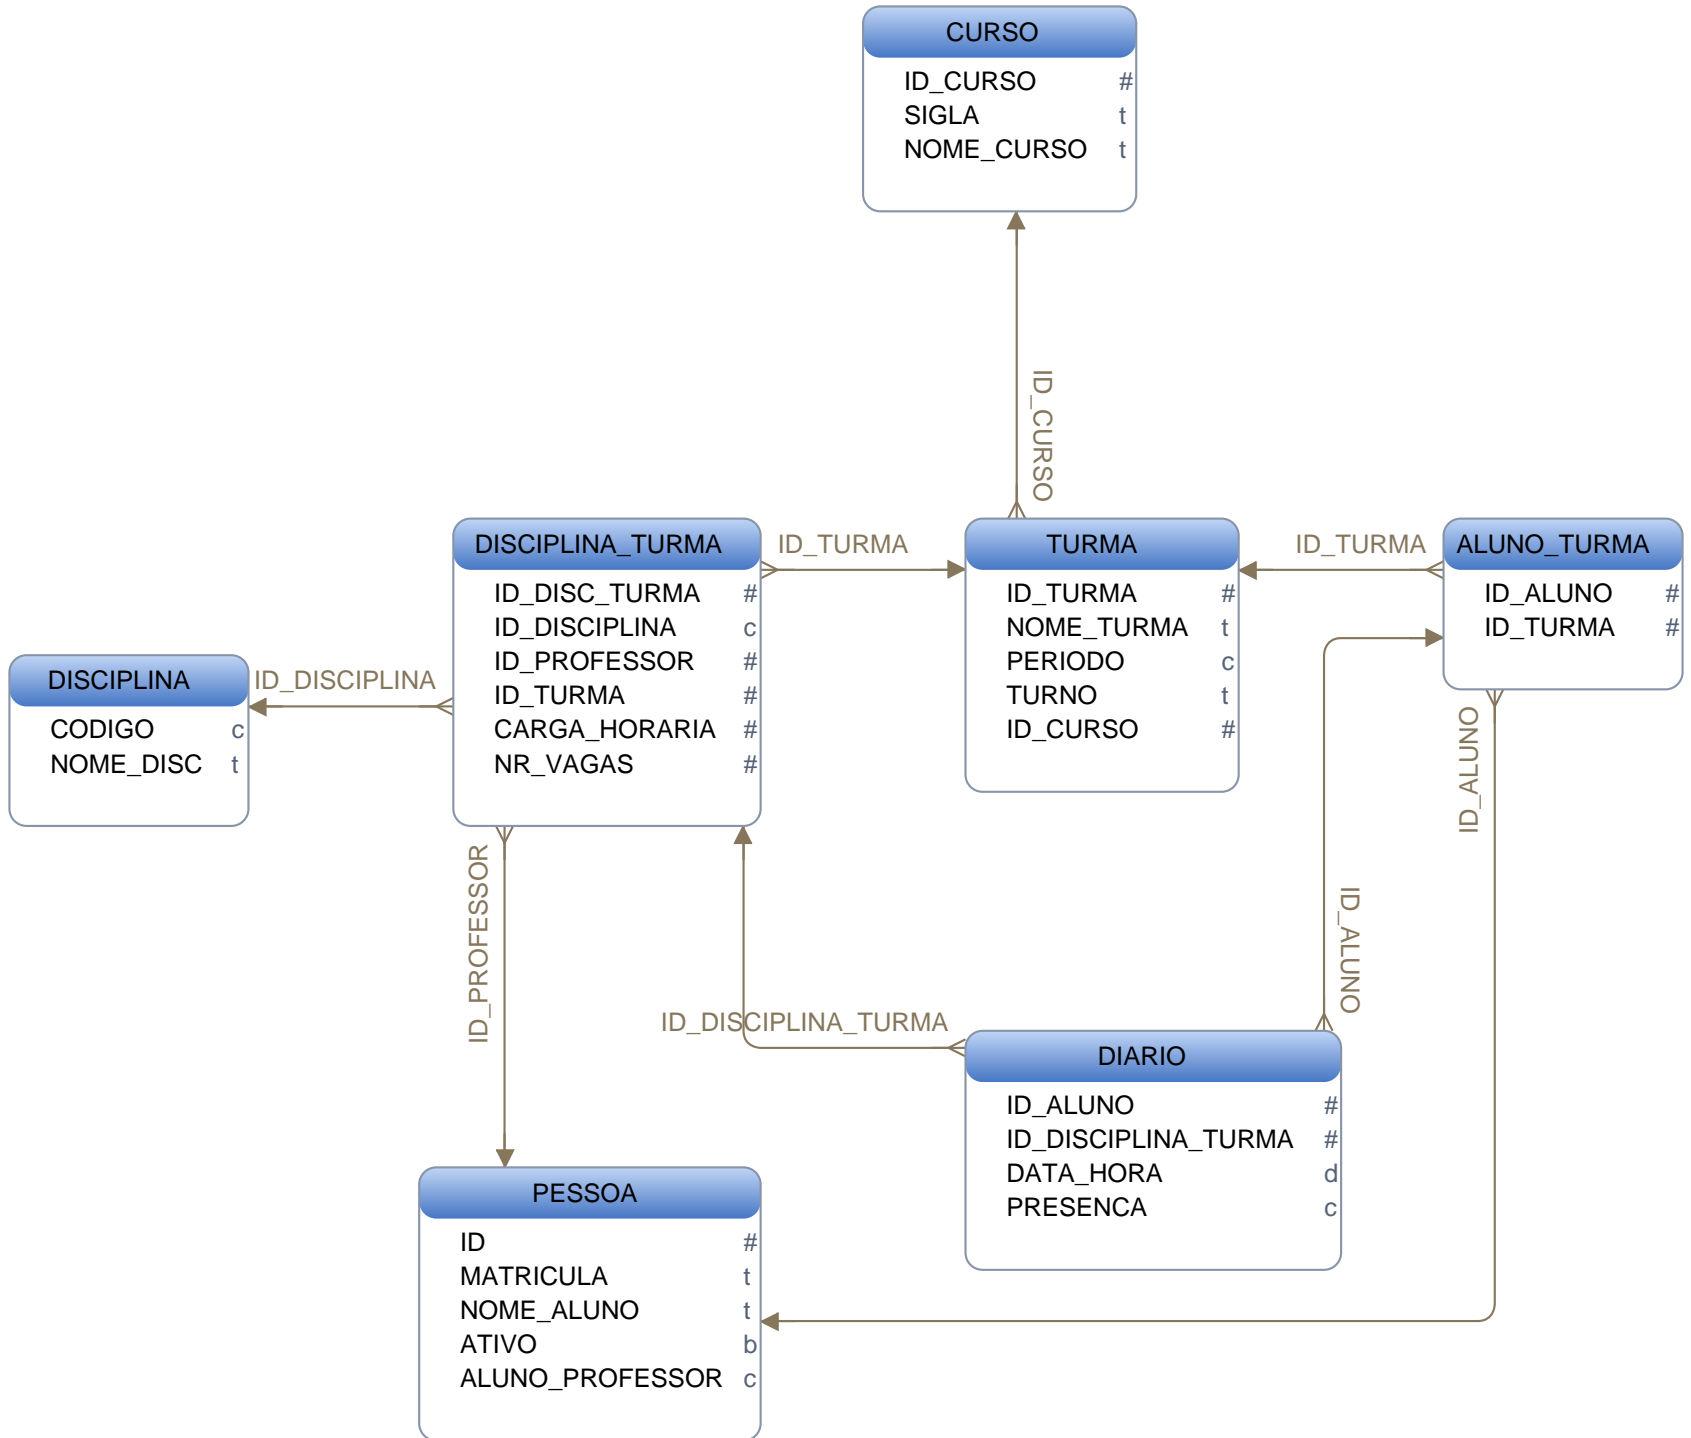 CURSO
ID_CURSO #
SIGLA t
NOME_CURSO t
ID_CURSO
DISCIPLINA_TURMA
ID_DISC_TURMA #
ID_DISCIPLINA c
ID_PROFESSOR #
ID_TURMA #
CARGA_HORARIA #
NR_VAGAS #
ID_TURMA
TURMA
ID_TURMA #
NOME_TURMA t
PERIODO c
TURNO t
ID_CURSO #
ID_TURMA
ALUNO_TURMA
ID_ALUNO #
ID_TURMA #
DISCIPLINA
CODIGO c
NOME_DISC t
ID_DISCIPLINA
ID_PROFESSOR
ID_DISCIPLINA_TURMA
ID_ALUNO
ID_ALUNO
DIARIO
ID_ALUNO #
ID_DISCIPLINA_TURMA #
DATA_HORA d
PRESENCA c
PESSOA
ID #
MATRICULA t
NOME_ALUNO t
ATIVO b
ALUNO_PROFESSOR c